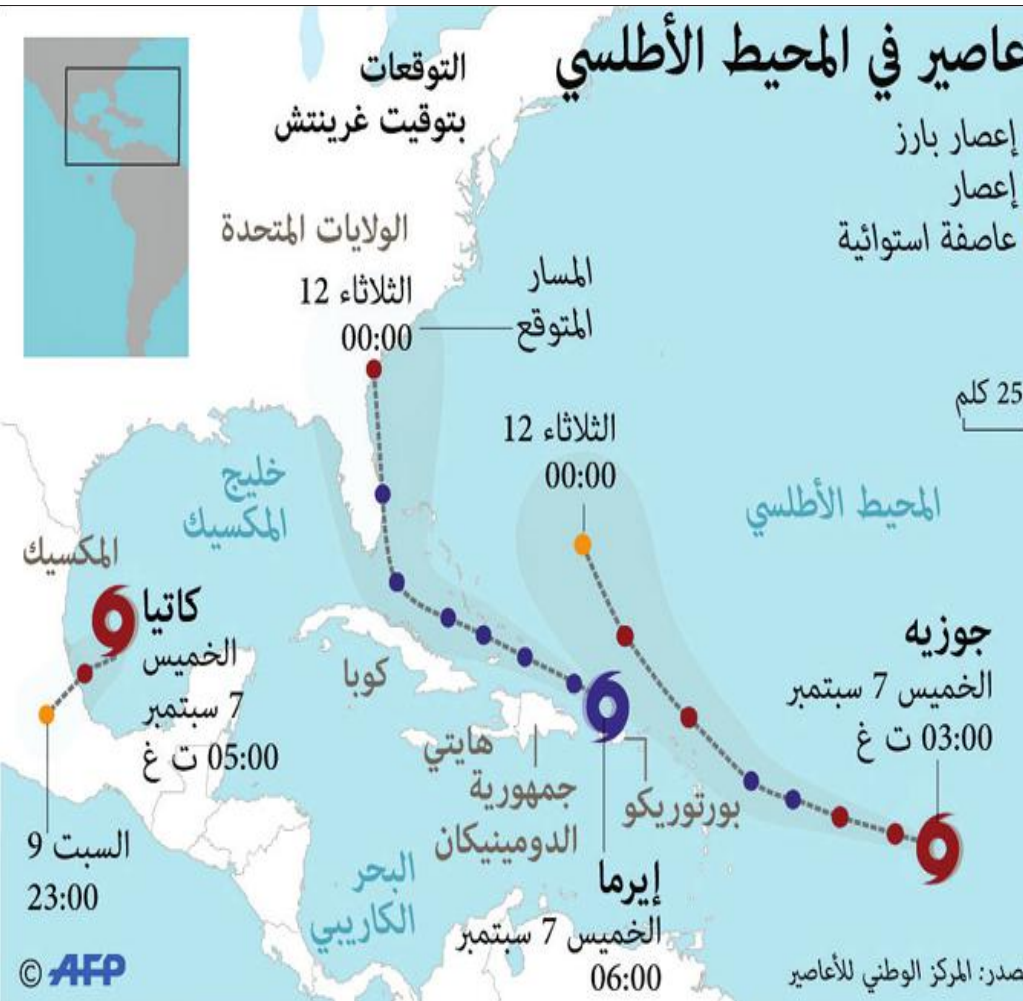 عاصير في المحيط الأطلسي
إعصار بارز
إعصار
عاصفة استوائية
التوقعات
بتوقيت غرينتش
الولايات المتحدة
الثلاثاء 12
00:00
المسار
المتوقع
25 كلم
الثلاثاء 12
00:00
المحيط الأطلسي
خليج
المكسيك
المكسيك
كاتيا
الخميس
7 سبتمبر
05:00 ت غ
السبت 9
23:00
كوبا
هايتي
جمهورية
الدومينيكان
بورتوريكو
جوزيه
الخميس 7 سبتمبر
03:00 ت غ
إيرما
الخميس 7 سبتمبر
06:00
البحر
الكاريبي
صدر: المركز الوطني للأعاصير
© AFP